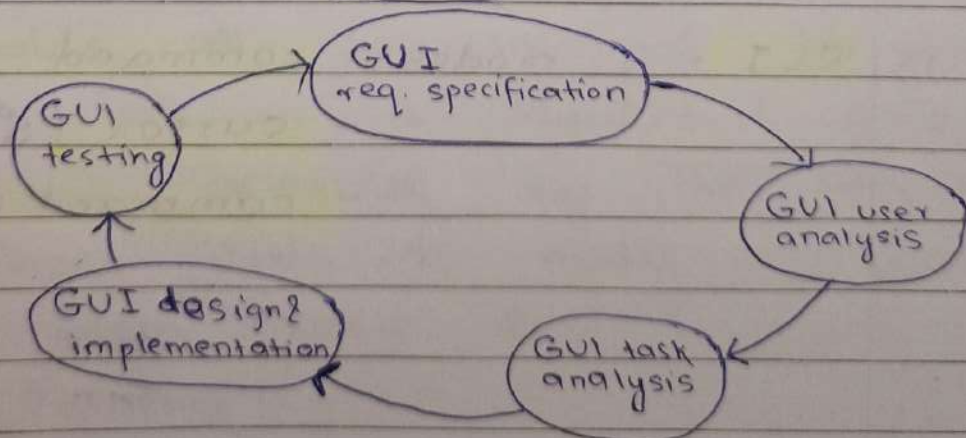 GUI
req. specification
GUI user
analysis
GUI task
analysis
GUI design &
implementation
GUI
testing